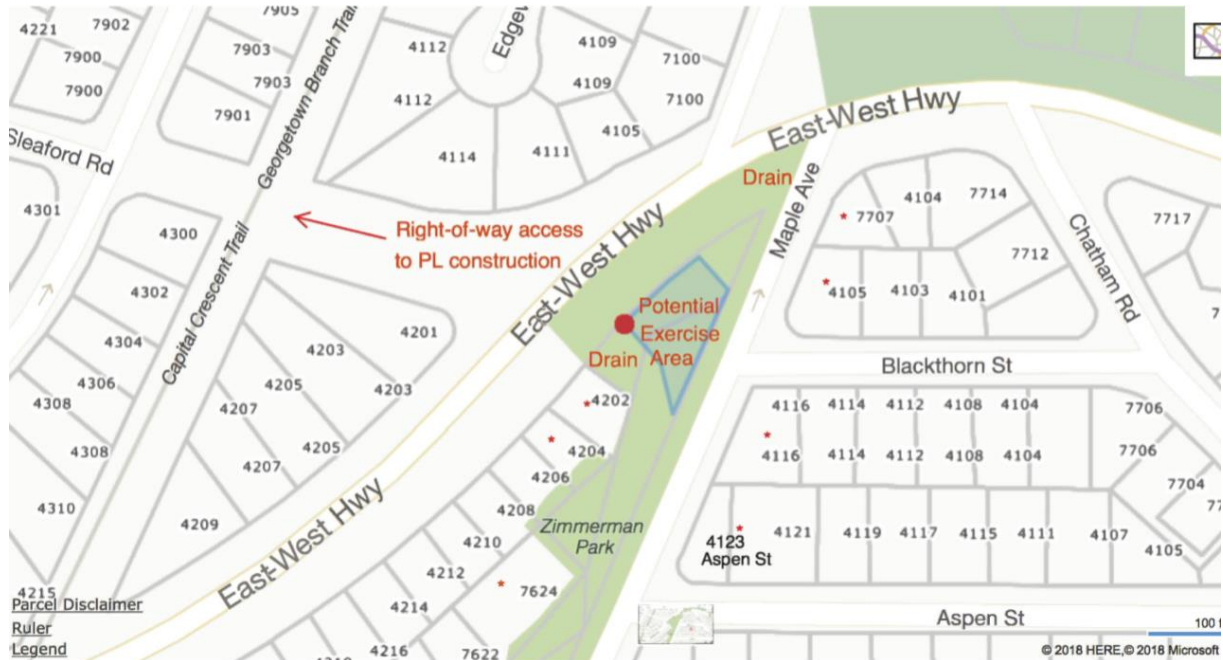 7905
7902
4221
7900
7900
7903
7903
7901
Georgetown Branch Trail
4112
4112
4114
4111
4109
4109
4105
7100
7100
East-West Hwy
Sleaford Rd
4301
4300
4302
4304
4306
4308
4308
4310
4215
Capital Crescent Trail
Right-of-way access
to PL construction
4201
4203
4203
4205
4205
4207
4207
4209
East-West Hwy
East-West Hwy
Drain
Maple Ave
Potential
Exercise
Area
Drain
4202
4204
4206
4208
4210
4212
4214
4216
7624
7622
Zimmerman
Park
7707
4104
7714
7712
4105
4103
4101
Chatham Rd
7717
Blackthorn St
4116
4114
4112
4108
4104
4116
4114
4112
4108
4104
7706
7706
7704
4123
Aspen St
4121
4119
4117
4115
4111
4107
4105
Aspen St
Parcel Disclaimer
Ruler
Legend
100 f
© 2018 HERE,© 2018 Microsoft